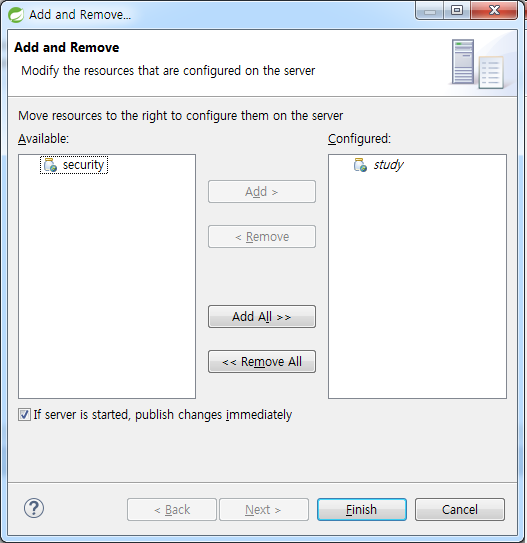 Add and Remove...
Add and Remove
Modify the resources that are configured on the server
Move resources to the right to configure them on the server
Available:
Configured:
security
study
Add >
< Remove
Add All >>
<< Remove All
If server is started, publish changes immediately
?
< Back
Next >
Finish
Cancel